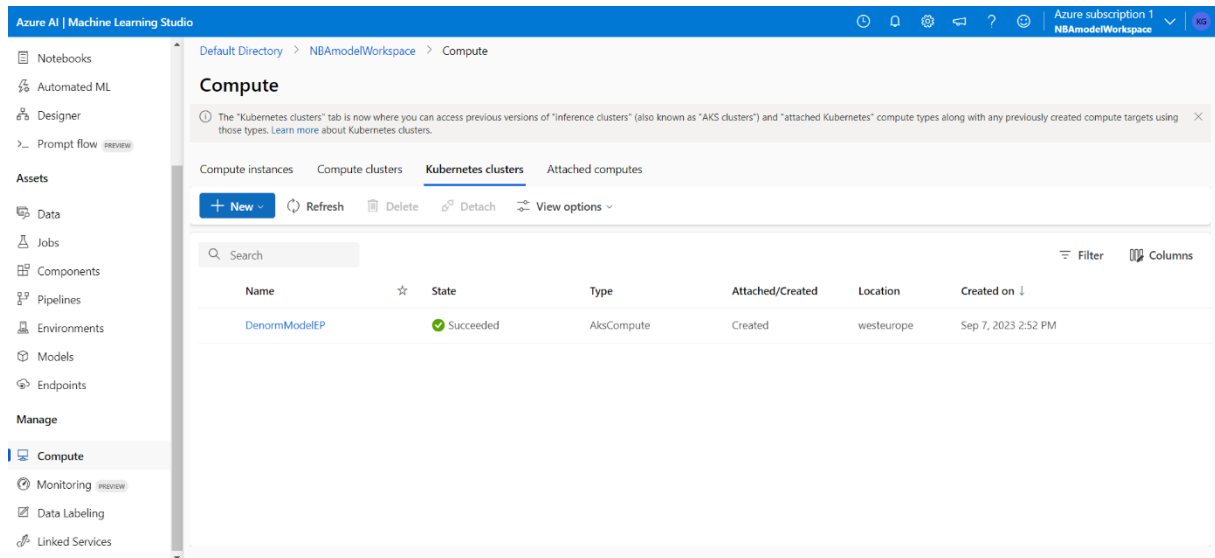 Azure AI | Machine Learning Studio
Azure subscription 1
NBAmodelWorkspace
KG
Notebooks
Automated ML
Designer
Prompt flow PREVIEW
Assets
Data
Jobs
Components
Pipelines
Environments
Models
Endpoints
Manage
Compute
Monitoring PREVIEW
Data Labeling
Linked Services
Default Directory > NBAmodelWorkspace > Compute
Compute
The "Kubernetes clusters" tab is now where you can access previous versions of "inference clusters" (also known as "AKS clusters") and "attached Kubernetes" compute types along with any previously created compute targets using
those types. Learn more about Kubernetes clusters.
Compute instances Compute clusters Kubernetes clusters Attached computes
+ New Refresh Delete Detach View options
Search Filter Columns
Name State Type Attached/Created Location Created on ↓
DenormModelEP Succeeded AksCompute Created westeurope Sep 7, 2023 2:52 PM